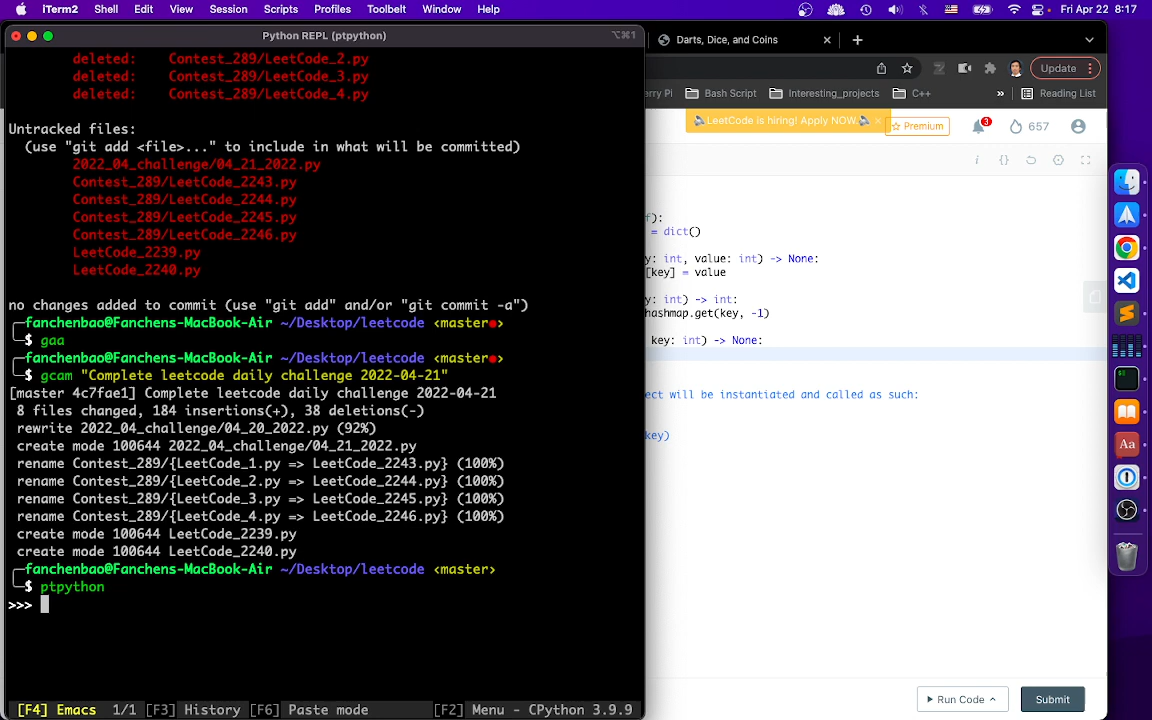 iTerm2 Shell Edit View Session Scripts Profiles Toolbelt Window Help Fri Apr 22 8:17
Python REPL (ptpython) ⌥⌘1
deleted: Contest_289/LeetCode_2.py
deleted: Contest_289/LeetCode_3.py
deleted: Contest_289/LeetCode_4.py
Untracked files:
(use "git add <file>..." to include in what will be committed)
2022_04_challenge/04_21_2022.py
Contest_289/LeetCode_2243.py
Contest_289/LeetCode_2244.py
Contest_289/LeetCode_2245.py
Contest_289/LeetCode_2246.py
LeetCode_2239.py
LeetCode_2240.py
no changes added to commit (use "git add" and/or "git commit -a")
fanchenbao@Fanchens-MacBook-Air ~/Desktop/leetcode ‹master●›
$ gaa
fanchenbao@Fanchens-MacBook-Air ~/Desktop/leetcode ‹master●›
$ gcam "Complete leetcode daily challenge 2022-04-21"
[master 4c7fae1] Complete leetcode daily challenge 2022-04-21
8 files changed, 184 insertions(+), 38 deletions(-)
rewrite 2022_04_challenge/04_20_2022.py (92%)
create mode 100644 2022_04_challenge/04_21_2022.py
rename Contest_289/{LeetCode_1.py => LeetCode_2243.py} (100%)
rename Contest_289/{LeetCode_2.py => LeetCode_2244.py} (100%)
rename Contest_289/{LeetCode_3.py => LeetCode_2245.py} (100%)
rename Contest_289/{LeetCode_4.py => LeetCode_2246.py} (100%)
create mode 100644 LeetCode_2239.py
create mode 100644 LeetCode_2240.py
fanchenbao@Fanchens-MacBook-Air ~/Desktop/leetcode ‹master›
$ ptpython
>>>
[F4] Emacs 1/1 [F3] History [F6] Paste mode [F2] Menu - CPython 3.9.9
Darts, Dice, and Coins
Update
erry Pi Bash Script Interesting_projects C++ » Reading List
LeetCode is hiring! Apply NOW. × Premium 3 657
f):
= dict()
y: int, value: int) -> None:
[key] = value
y: int) -> int:
hashmap.get(key, -1)
key: int) -> None:
ect will be instantiated and called as such:
key)
Run Code Submit
Aa